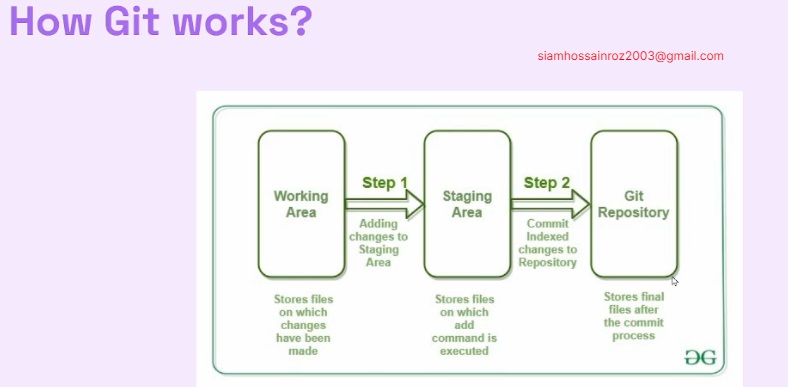 How Git works?
siamhossainroz2003@gmail.com
Step 1
Step 2
Working
Area
Staging
Area
Git
Repository
Adding
changes to
Staging
Area
Commit
Indexed
changes to
Repository
Stores files
on which
changes
have been
made
Stores files
on which
add
command is
executed
Stores final
files after
the commit
process